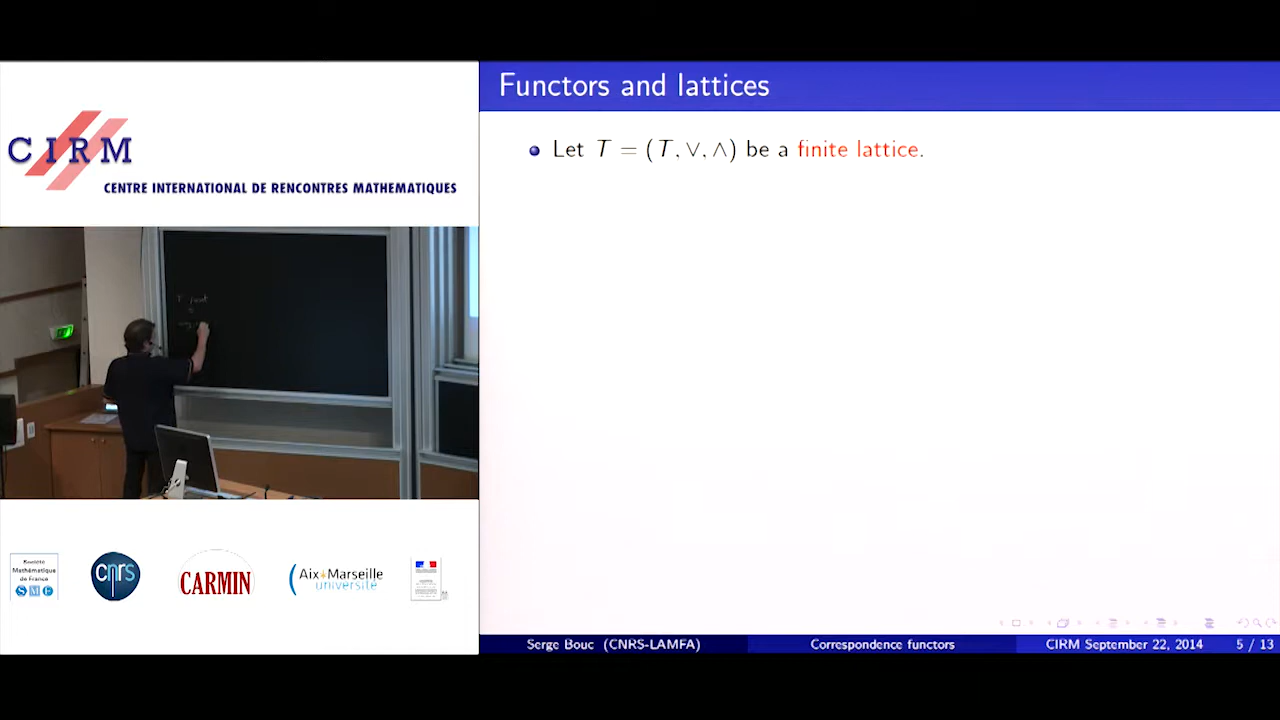 CIRM
CENTRE INTERNATIONAL DE RENCONTRES MATHEMATIQUES
Société
Mathématique
de France
S M F
cnrs
CARMIN
Aix*Marseille
université
Functors and lattices
Let T = (T, ∨, ∧) be a finite lattice.
Serge Bouc (CNRS-LAMFA)
Correspondence functors
CIRM September 22, 2014
5 / 13